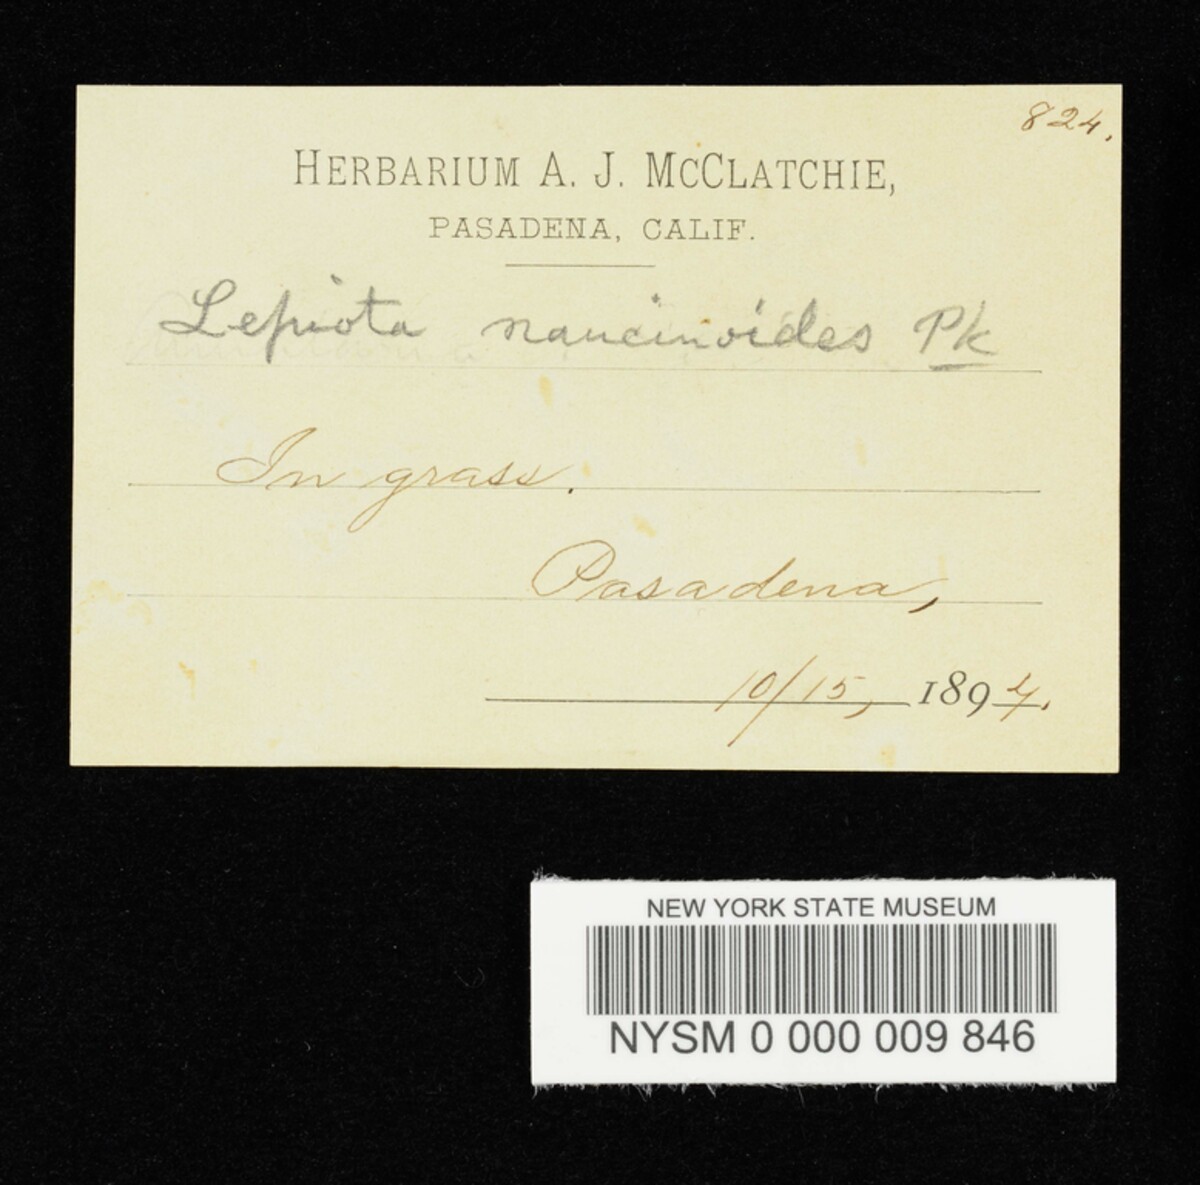 824.
HERBARIUM A. J. MCCLATCHIE,
PASADENA, CALIF.
Lepiota naucinoides Pk
In grass.
Pasadena,
10/15, 1894.
NEW YORK STATE MUSEUM
NYSM 0 000 009 846